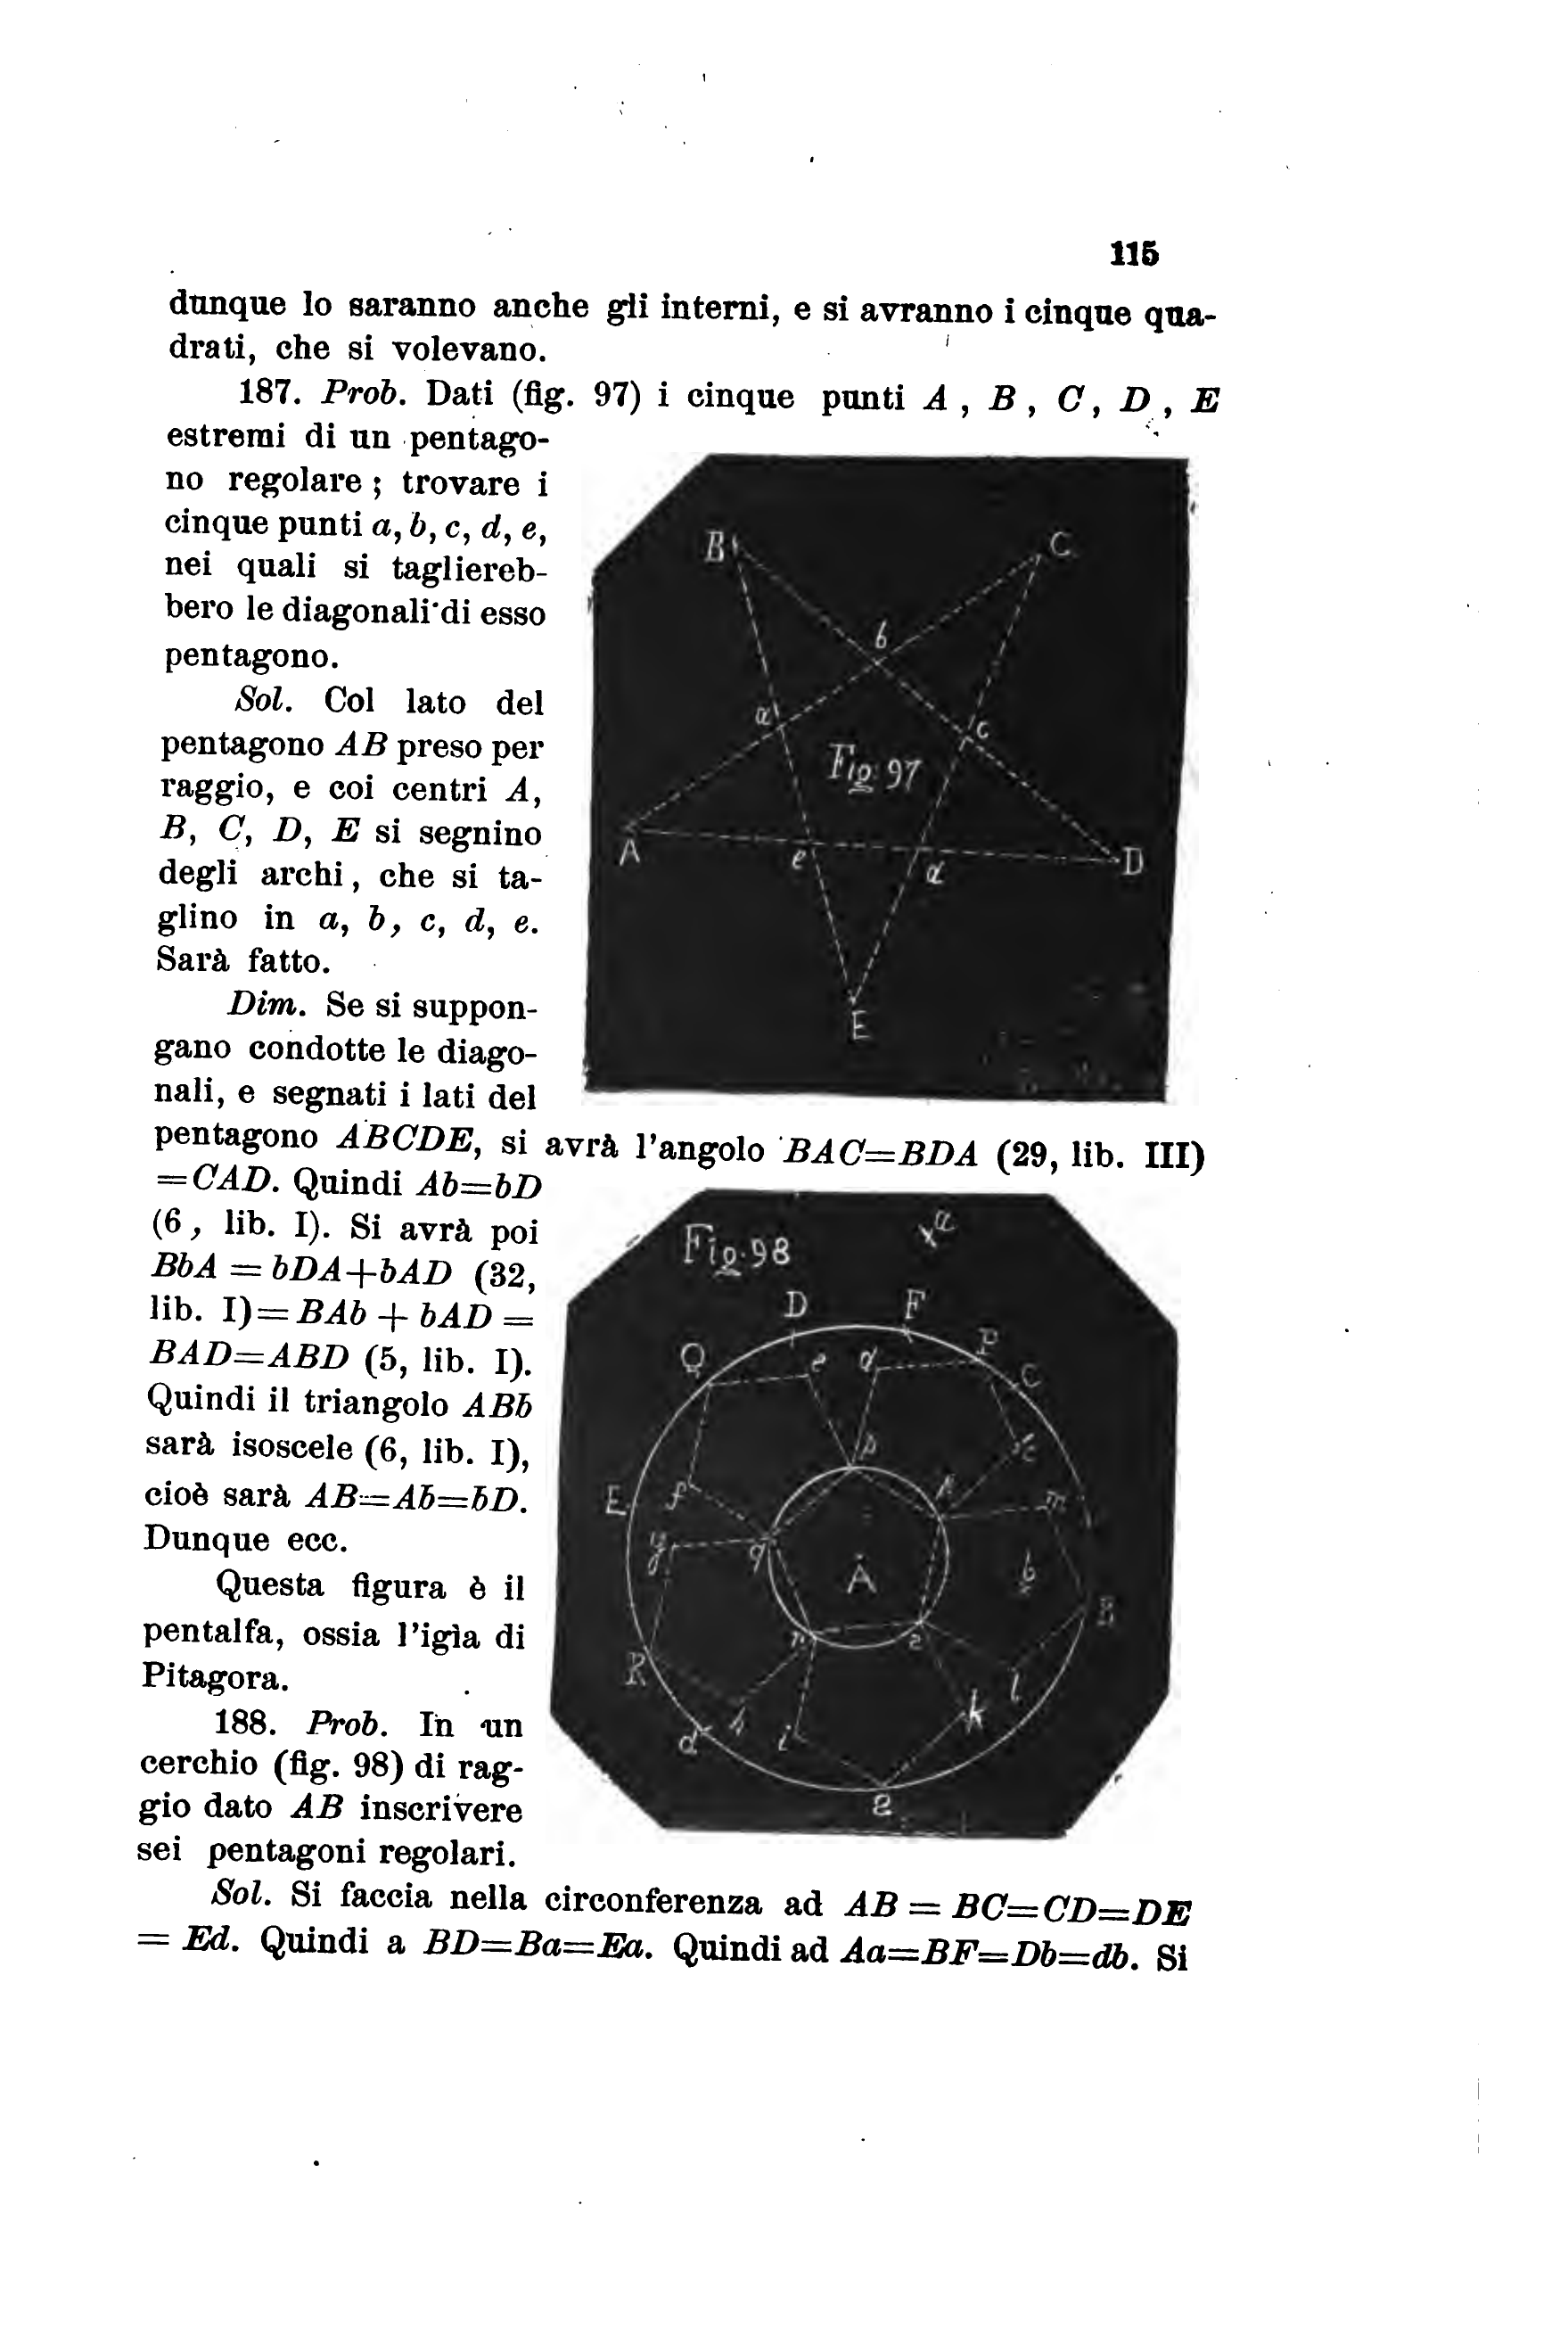 115
dunque lo saranno anche gli interni, e si avranno i cinque qua-
drati, che si volevano.
187. Prob. Dati (fig. 97) i cinque punti A, B, C, D, E
estremi di un pentago-
no regolare; trovare i
cinque punti a, b, c, d, e,
nei quali si tagliereb-
bero le diagonali di esso
pentagono.
Sol. Col lato del
pentagono AB preso per
raggio, e coi centri A,
B, C, D, E si segnino
degli archi, che si ta-
glino in a, b, c, d, e.
Sarà fatto.
Dim. Se si suppon-
gano condotte le diago-
nali, e segnati i lati del
pentagono ABCDE, si avrà l'angolo BAC=BDA (29, lib. III)
=CAD. Quindi Ab=bD
(6, lib. I). Si avrà poi
BbA = bDA+bAD (32,
lib. I)=BAb + bAD =
BAD=ABD (5, lib. I).
Quindi il triangolo ABb
sarà isoscele (6, lib. I),
cioè sarà AB=Ab=bD.
Dunque ecc.
Questa figura è il
pentalfa, ossia l'igìa di
Pitagora.
188. Prob. In un
cerchio (fig. 98) di rag-
gio dato AB inscrivere
sei pentagoni regolari.
Sol. Si faccia nella circonferenza ad AB = BC=CD=DE
= Ed. Quindi a BD=Ba=Ea. Quindi ad Aa=BF=Db=db. Si
B
C
b
a
c
Fig. 97
A
e
d
D
E
Fig. 98
a
D
F
P
Q
e
d
C
p
E
f
m
y
q
A
b
B
R
h
i
k
l
d
2